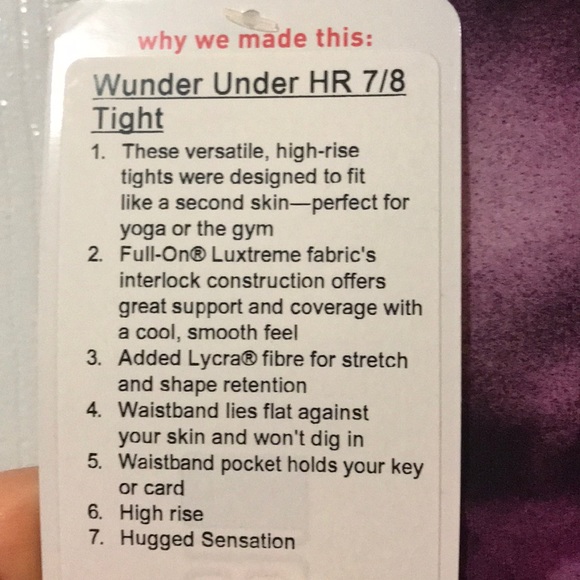 why we made this:
Wunder Under HR 7/8
Tight
1. These versatile, high-rise
tights were designed to fit
like a second skin—perfect for
yoga or the gym
2. Full-On® Luxtreme fabric's
interlock construction offers
great support and coverage with
a cool, smooth feel
3. Added Lycra® fibre for stretch
and shape retention
4. Waistband lies flat against
your skin and won't dig in
5. Waistband pocket holds your key
or card
6. High rise
7. Hugged Sensation